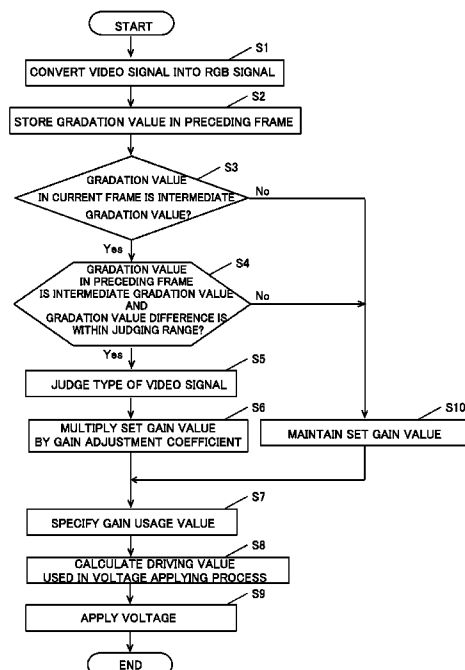 START
S1
CONVERT VIDEO SIGNAL INTO RGB SIGNAL
S2
STORE GRADATION VALUE IN PRECEDING FRAME
S3
GRADATION VALUE
IN CURRENT FRAME IS INTERMEDIATE
GRADATION VALUE?
No
Yes
S4
GRADATION VALUE
IN PRECEDING FRAME
IS INTERMEDIATE GRADATION VALUE
AND
GRADATION VALUE DIFFERENCE IS
WITHIN JUDGING RANGE?
No
Yes
S5
JUDGE TYPE OF VIDEO SIGNAL
S6
MULTIPLY SET GAIN VALUE
BY GAIN ADJUSTMENT COEFFICIENT
S10
MAINTAIN SET GAIN VALUE
S7
SPECIFY GAIN USAGE VALUE
S8
CALCULATE DRIVING VALUE
USED IN VOLTAGE APPLYING PROCESS
S9
APPLY VOLTAGE
END